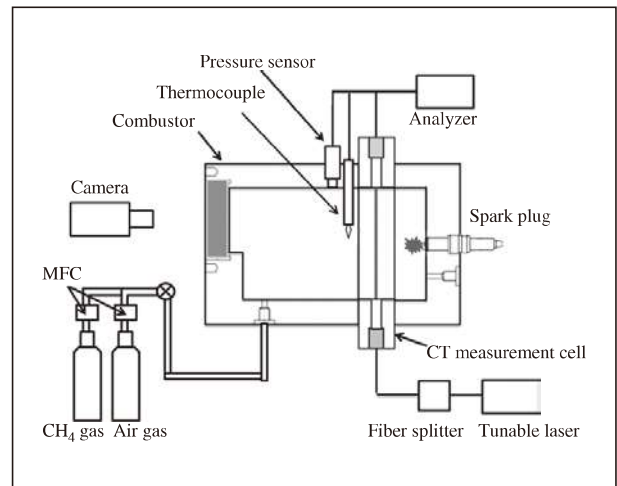 Pressure sensor
Thermocouple
Combustor
Analyzer
Camera
Spark plug
MFC
CT measurement cell
CH₄ gas Air gas
Fiber splitter Tunable laser